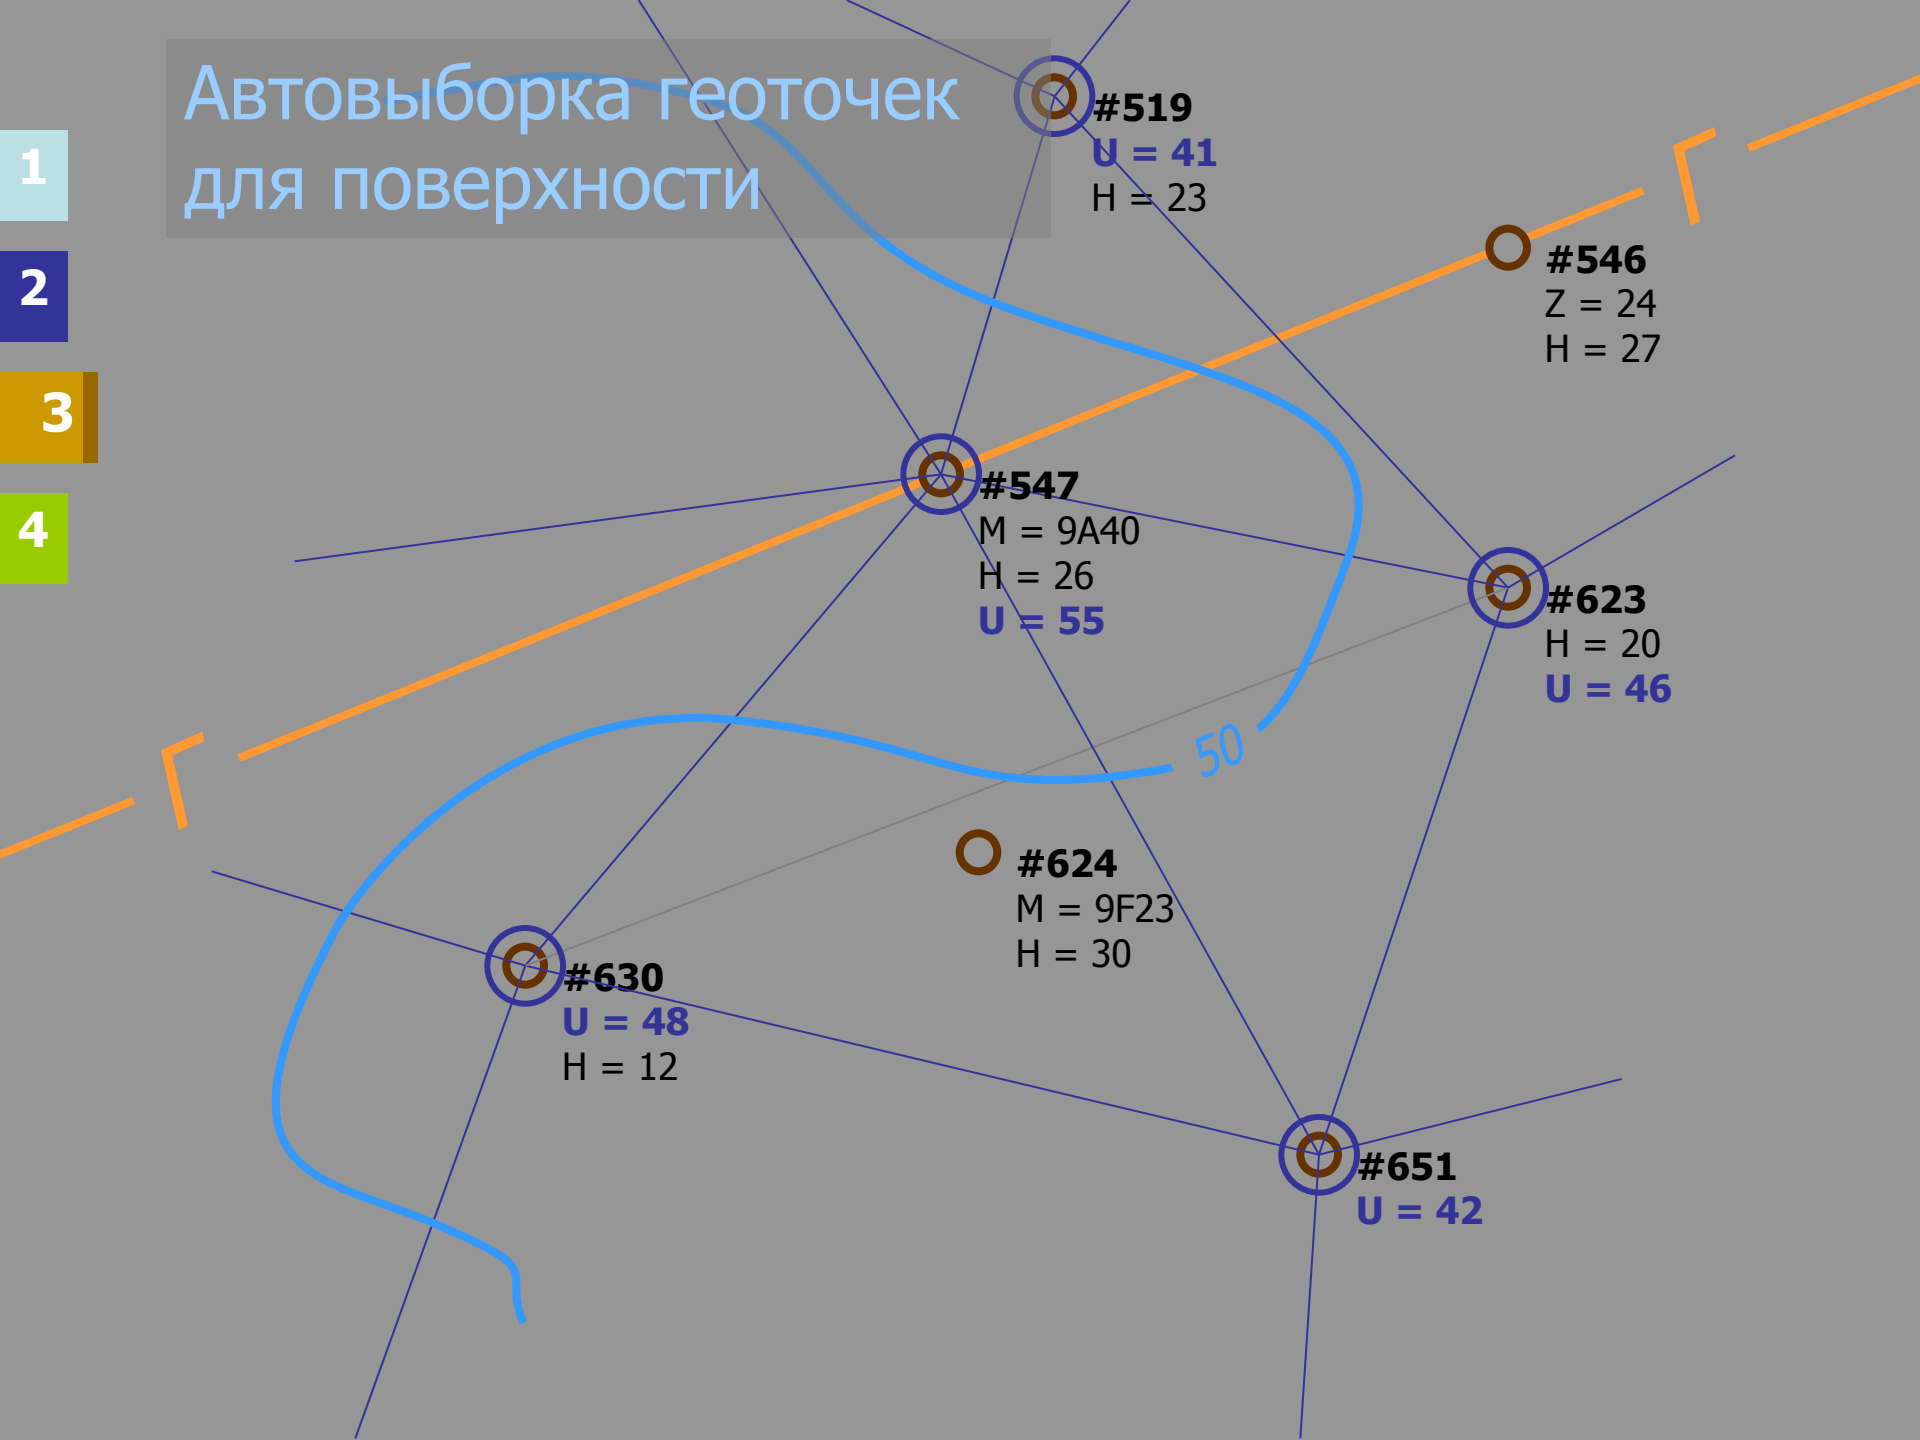 Автовыборка геоточек
для поверхности
1
2
3
4
#519
U = 41
H = 23
Г
#546
Z = 24
H = 27
#547
M = 9A40
H = 26
U = 55
#623
H = 20
U = 46
50
Г
#624
M = 9F23
H = 30
#630
U = 48
H = 12
#651
U = 42